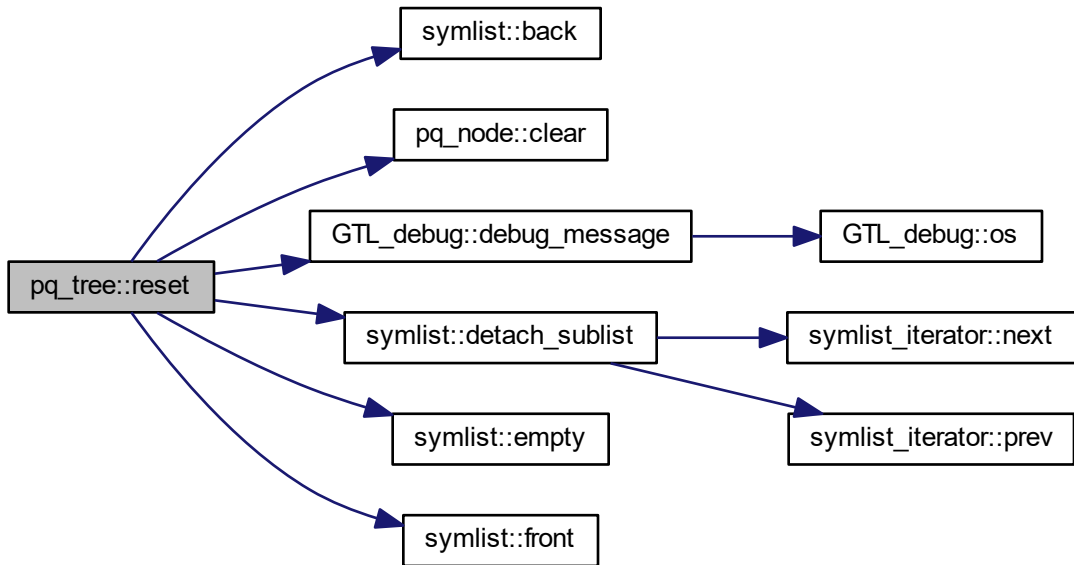 symlist::back
pq_node::clear
GTL_debug::debug_message
GTL_debug::os
pq_tree::reset
symlist::detach_sublist
symlist_iterator::next
symlist::empty
symlist_iterator::prev
symlist::front